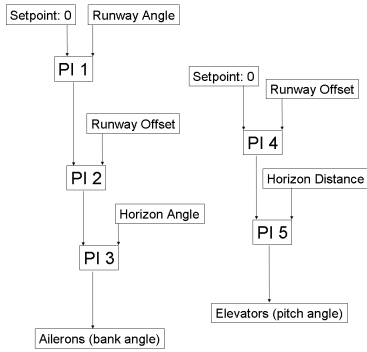 Setpoint: 0
Runway Angle
PI 1
Runway Offset
PI 2
Horizon Angle
PI 3
Ailerons (bank angle)
Setpoint: 0
Runway Offset
PI 4
Horizon Distance
PI 5
Elevators (pitch angle)